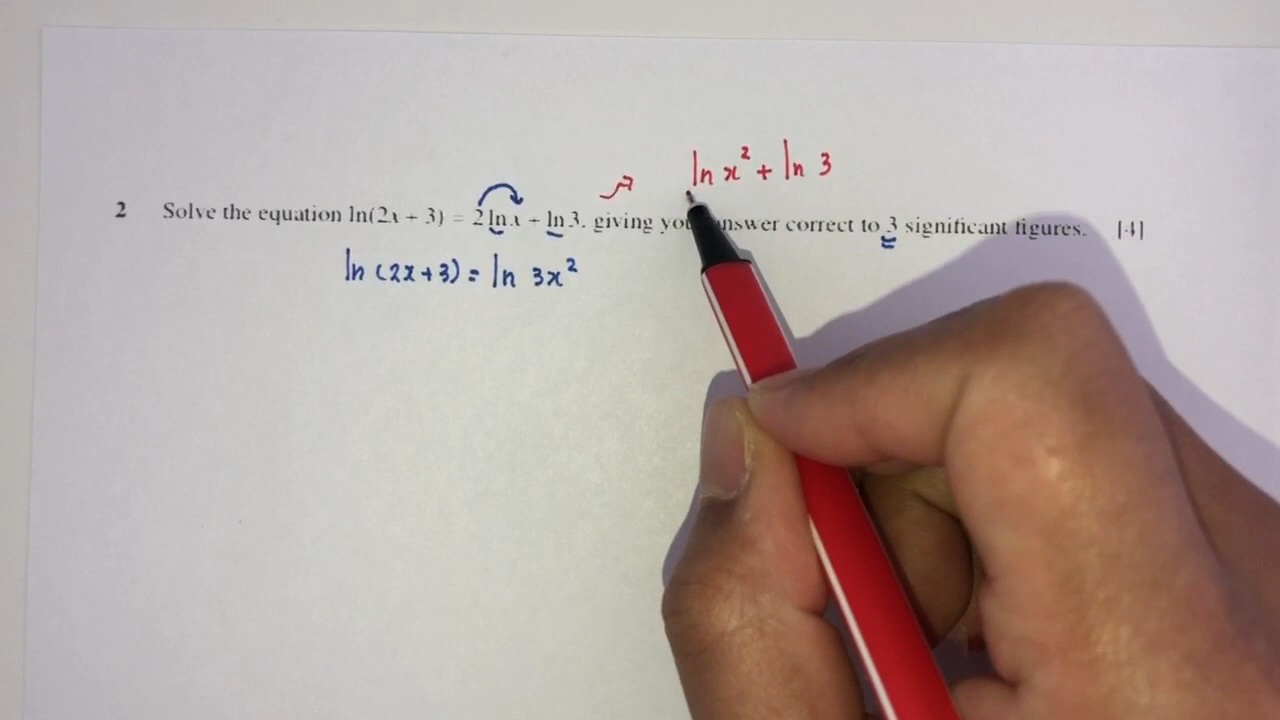 ln x² + ln 3
2 Solve the equation ln(2x + 3) = 2 ln x + ln 3, giving answer correct to 3 significant figures. [4]
ln (2x+3) = ln 3x²